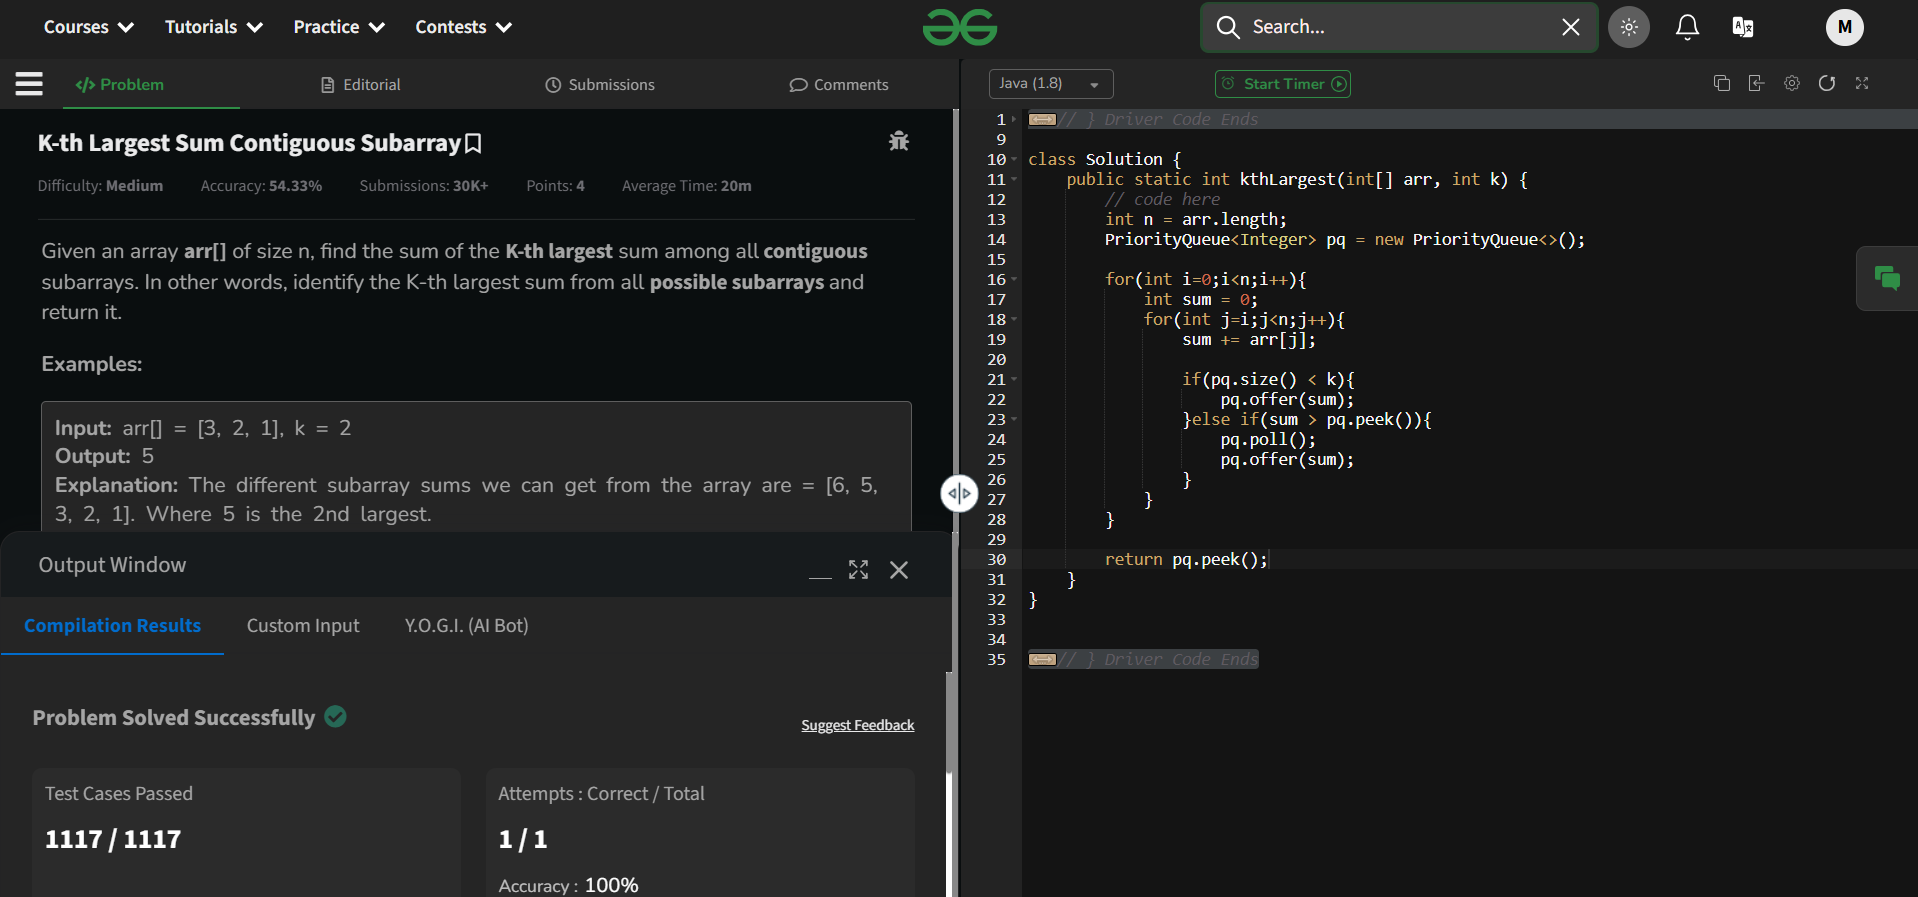 Courses Tutorials Practice Contests
Search...
M
</> Problem Editorial Submissions Comments
K-th Largest Sum Contiguous Subarray
Difficulty: Medium Accuracy: 54.33% Submissions: 30K+ Points: 4 Average Time: 20m
Given an array arr[] of size n, find the sum of the K-th largest sum among all contiguous
subarrays. In other words, identify the K-th largest sum from all possible subarrays and
return it.
Examples:
Input: arr[] = [3, 2, 1], k = 2
Output: 5
Explanation: The different subarray sums we can get from the array are = [6, 5,
3, 2, 1]. Where 5 is the 2nd largest.
Output Window
Compilation Results Custom Input Y.O.G.I. (AI Bot)
Problem Solved Successfully
Suggest Feedback
Test Cases Passed
1117 / 1117
Attempts : Correct / Total
1 / 1
Accuracy : 100%
Java (1.8) Start Timer
1 // } Driver Code Ends
9
10 class Solution {
11     public static int kthLargest(int[] arr, int k) {
12         // code here
13         int n = arr.length;
14         PriorityQueue<Integer> pq = new PriorityQueue<>();
15
16         for(int i=0;i<n;i++){
17             int sum = 0;
18             for(int j=i;j<n;j++){
19                 sum += arr[j];
20
21                 if(pq.size() < k){
22                     pq.offer(sum);
23                 }else if(sum > pq.peek()){
24                     pq.poll();
25                     pq.offer(sum);
26                 }
27             }
28         }
29
30         return pq.peek();
31     }
32 }
33
34
35 // } Driver Code Ends